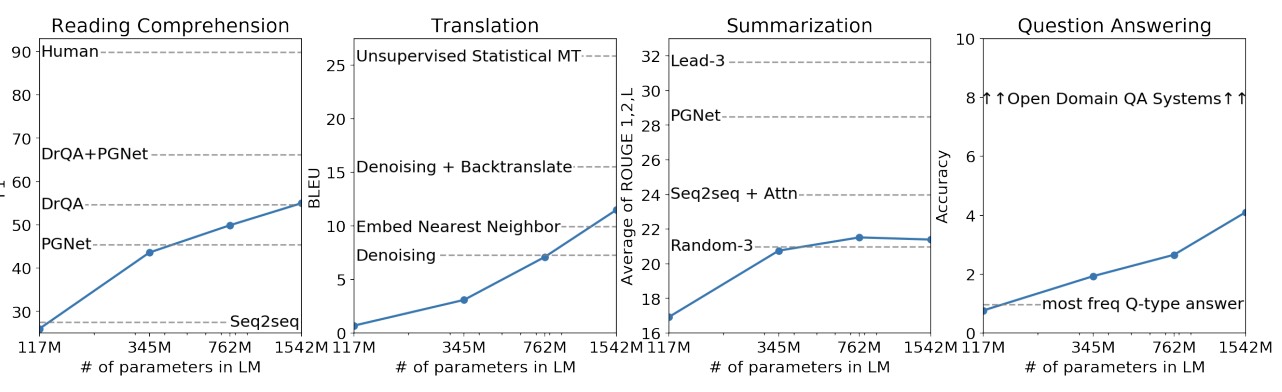 Reading Comprehension
90
80
70
60
50
40
30
Human
DrQA+PGNet
DrQA
PGNet
Seq2seq
117M
345M
762M
1542M
# of parameters in LM
Translation
BLEU
25
20
15
10
5
0
Unsupervised Statistical MT
Denoising + Backtranslate
Embed Nearest Neighbor
Denoising
117M
345M
762M
1542M
# of parameters in LM
Summarization
Average of ROUGE 1,2,L
32
30
28
26
24
22
20
18
16
Lead-3
PGNet
Seq2seq + Attn
Random-3
117M
345M
762M
1542M
# of parameters in LM
Question Answering
Accuracy
10
8
6
4
2
0
↑↑Open Domain QA Systems↑↑
most freq Q-type answer
117M
345M
762M
1542M
# of parameters in LM